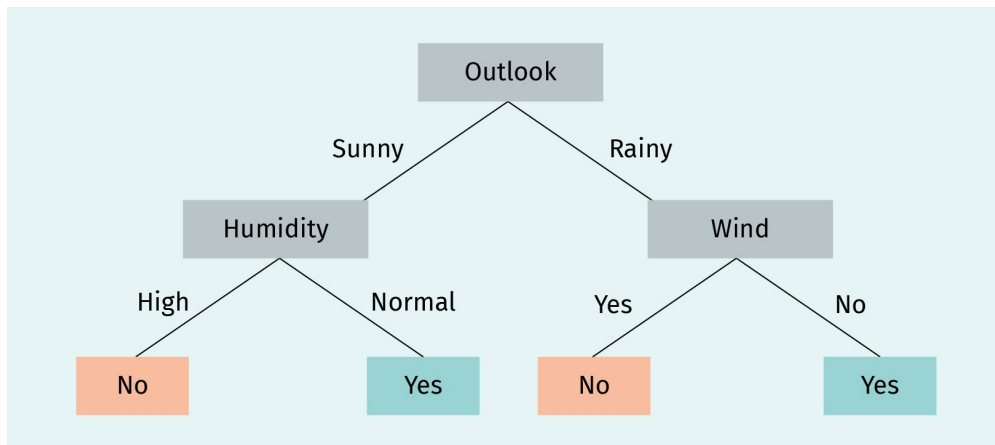 Outlook
Sunny
Rainy
Humidity
Wind
High
Normal
Yes
No
No
Yes
No
Yes